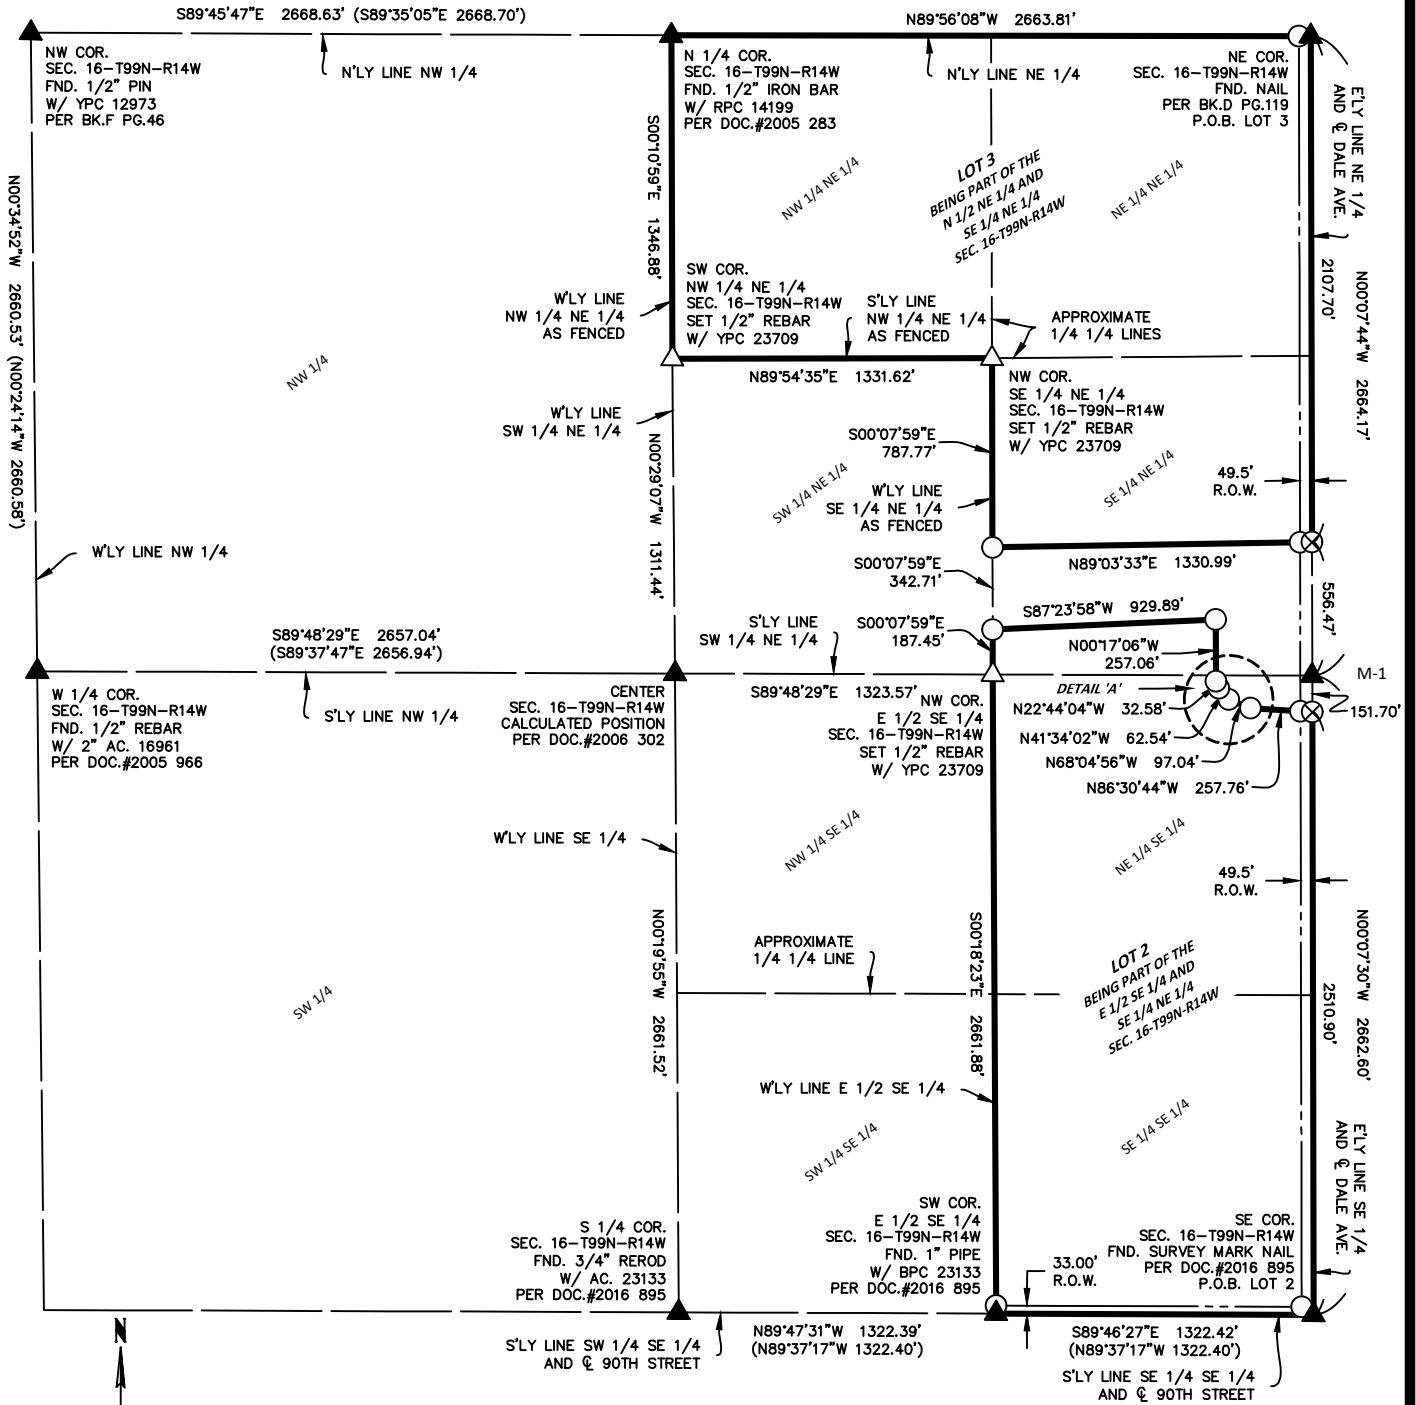 S89°45'47"E 2668.63' (S89°35'05"E 2668.70')
N89°56'08"W 2663.81'
NW COR.
SEC. 16-T99N-R14W
FND. 1/2" PIN
W/ YPC 12973
PER BK.F PG.46
N'LY LINE NW 1/4
N 1/4 COR.
SEC. 16-T99N-R14W
FND. 1/2" IRON BAR
W/ RPC 14199
PER DOC.#2005 283
N'LY LINE NE 1/4
NE COR.
SEC. 16-T99N-R14W
FND. NAIL
PER BK.D PG.119
P.O.B. LOT 3
E'LY LINE NE 1/4
AND ℄ DALE AVE.
S00°10'59"E 1346.88'
NW 1/4 NE 1/4
LOT 3
BEING PART OF THE
N 1/2 NE 1/4 AND
SE 1/4 NE 1/4
SEC. 16-T99N-R14W
NE 1/4 NE 1/4
N00°34'52"W 2660.53' (N00°24'14"W 2660.58')
2107.70'
N00°07'44"W 2664.17'
W'LY LINE
NW 1/4 NE 1/4
AS FENCED
SW COR.
NW 1/4 NE 1/4
SEC. 16-T99N-R14W
SET 1/2" REBAR
W/ YPC 23709
S'LY LINE
NW 1/4 NE 1/4
AS FENCED
APPROXIMATE
1/4 1/4 LINES
NW 1/4
N89°54'35"E 1331.62'
NW COR.
SE 1/4 NE 1/4
SEC. 16-T99N-R14W
SET 1/2" REBAR
W/ YPC 23709
W'LY LINE
SW 1/4 NE 1/4
N00°29'07"W 1311.44'
S00°07'59"E
787.77'
SW 1/4 NE 1/4
W'LY LINE
SE 1/4 NE 1/4
AS FENCED
SE 1/4 NE 1/4
49.5'
R.O.W.
W'LY LINE NW 1/4
N89°03'33"E 1330.99'
S00°07'59"E
342.71'
556.47'
S87°23'58"W 929.89'
S89°48'29"E 2657.04'
(S89°37'47"E 2656.94')
S'LY LINE
SW 1/4 NE 1/4
S00°07'59"E
187.45'
N00°17'06"W
257.06'
M-1
W 1/4 COR.
SEC. 16-T99N-R14W
FND. 1/2" REBAR
W/ 2" AC. 16961
PER DOC.#2005 966
S'LY LINE NW 1/4
CENTER
SEC. 16-T99N-R14W
CALCULATED POSITION
PER DOC.#2006 302
S89°48'29"E 1323.57'
NW COR.
E 1/2 SE 1/4
SEC. 16-T99N-R14W
SET 1/2" REBAR
W/ YPC 23709
DETAIL 'A'
N22°44'04"W 32.58'
151.70'
N41°34'02"W 62.54'
N68°04'56"W 97.04'
N86°30'44"W 257.76'
W'LY LINE SE 1/4
NW 1/4 SE 1/4
NE 1/4 SE 1/4
49.5'
R.O.W.
SW 1/4
N00°19'55"W 2661.52'
APPROXIMATE
1/4 1/4 LINE
S00°18'23"E 2661.88'
LOT 2
BEING PART OF THE
E 1/2 SE 1/4 AND
SE 1/4 NE 1/4
SEC. 16-T99N-R14W
2510.90'
N00°07'30"W 2662.60'
W'LY LINE E 1/2 SE 1/4
SW 1/4 SE 1/4
SE 1/4 SE 1/4
E'LY LINE SE 1/4
AND ℄ DALE AVE.
S 1/4 COR.
SEC. 16-T99N-R14W
FND. 3/4" REROD
W/ AC. 23133
PER DOC.#2016 895
SW COR.
E 1/2 SE 1/4
SEC. 16-T99N-R14W
FND. 1" PIPE
W/ BPC 23133
PER DOC.#2016 895
33.00'
R.O.W.
SE COR.
SEC. 16-T99N-R14W
FND. SURVEY MARK NAIL
PER DOC.#2016 895
P.O.B. LOT 2
N
S'LY LINE SW 1/4 SE 1/4
AND ℄ 90TH STREET
N89°47'31"W 1322.39'
(N89°37'17"W 1322.40')
S89°46'27"E 1322.42'
(N89°37'17"W 1322.40')
S'LY LINE SE 1/4 SE 1/4
AND ℄ 90TH STREET